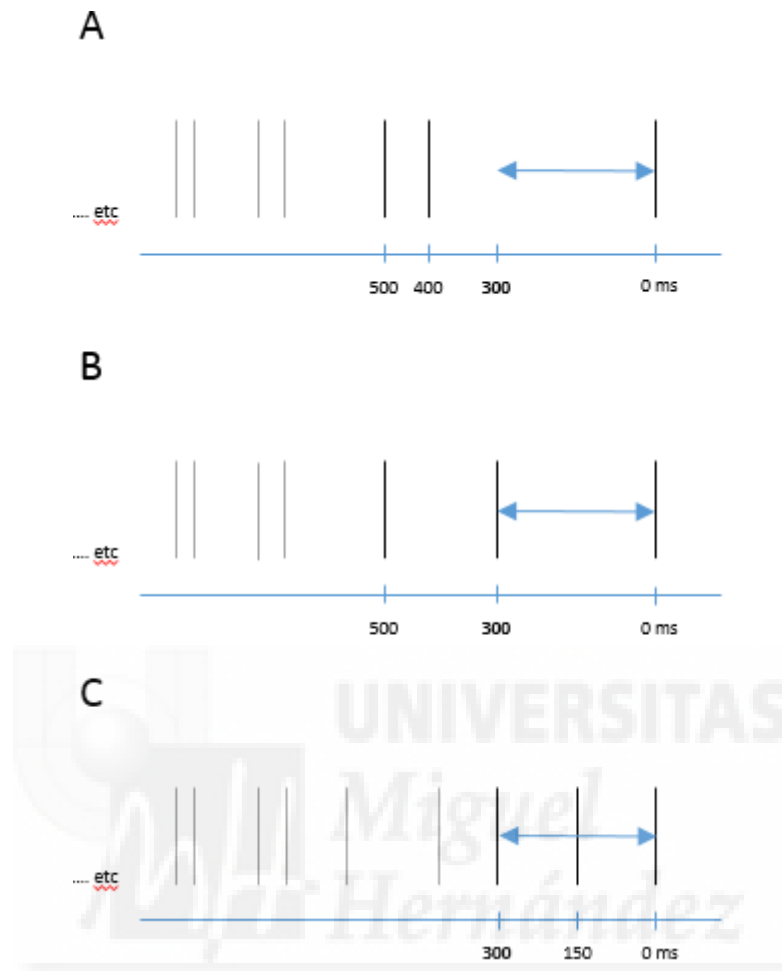 A
.... etc
500 400 300 0 ms
B
.... etc
500 300 0 ms
C
UNIVERSITAS
Miguel
Hernández
.... etc
300 150 0 ms